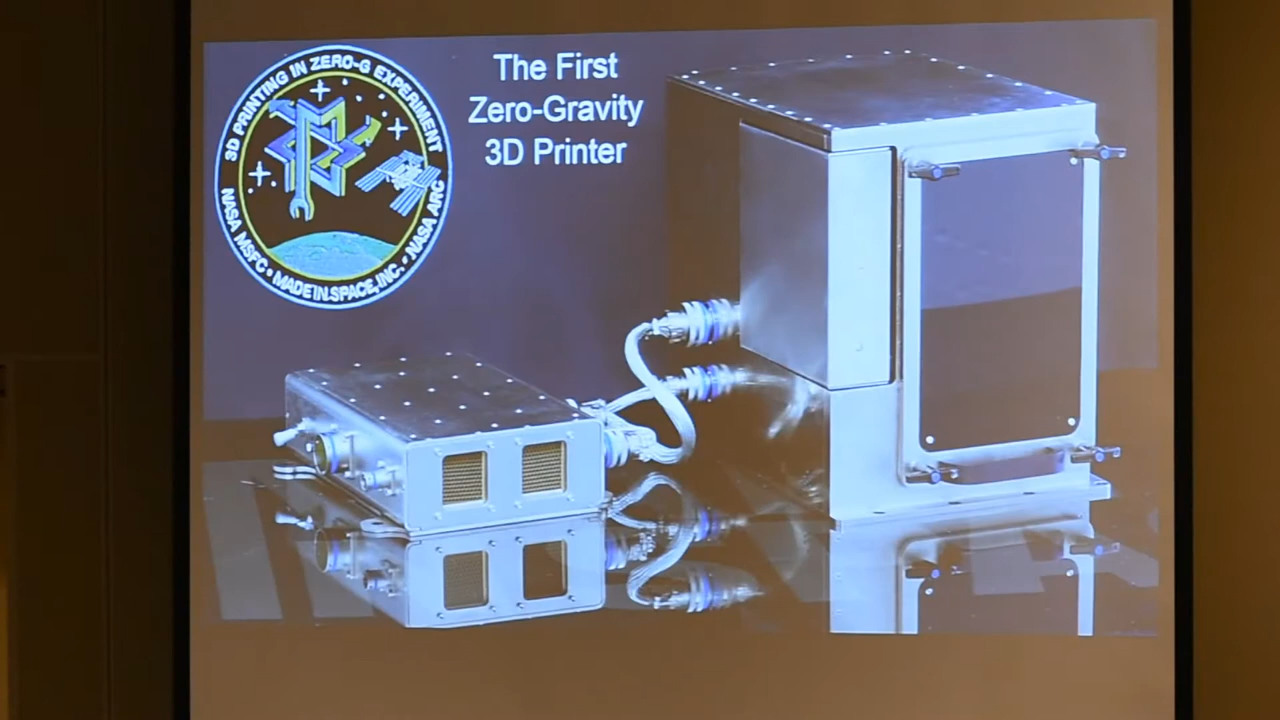 3D PRINTING IN ZERO-G EXPERIMENT
NASA MSFC • MADE IN SPACE, INC. • NASA ARC
The First
Zero-Gravity
3D Printer